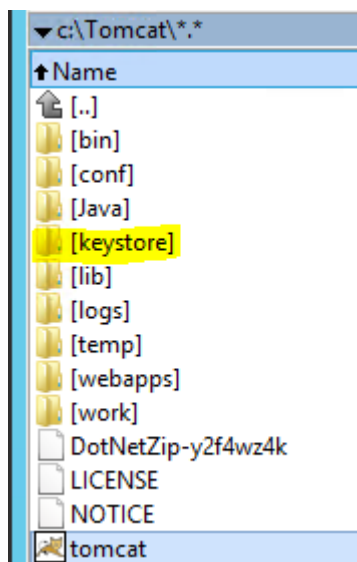 c:\Tomcat\*.*
Name
[..]
[bin]
[conf]
[Java]
[keystore]
[lib]
[logs]
[temp]
[webapps]
[work]
DotNetZip-y2f4wz4k
LICENSE
NOTICE
tomcat